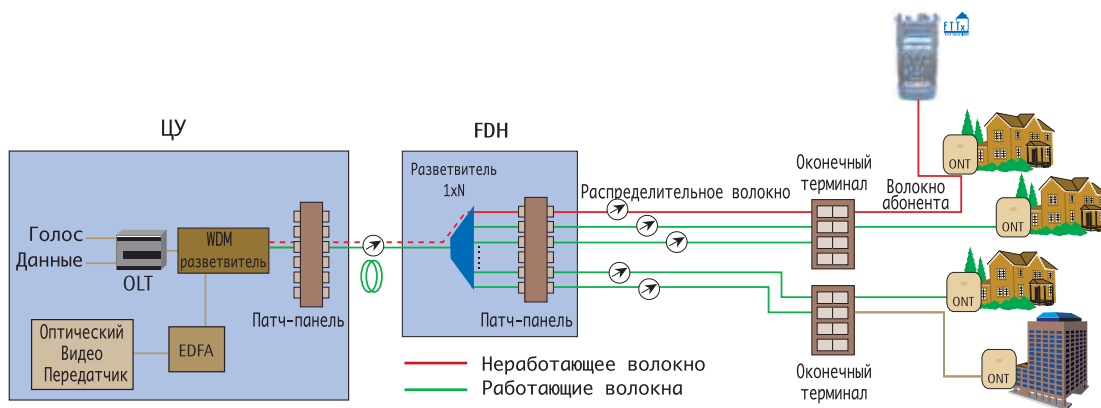 FTTx
ЦУ
FDH
Разветвитель
1xN
Распределительное волокно
Оконечный
терминал
Волокно
абонента
ONT
ONT
Голос
Данные
OLT
WDM
разветвитель
Патч-панель
Патч-панель
Оптический
Видео
Передатчик
EDFA
Неработающее волокно
Работающие волокна
Оконечный
терминал
ONT
ONT